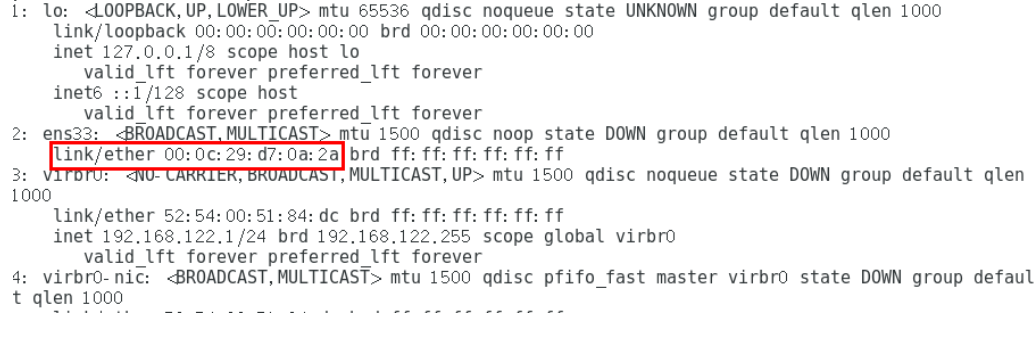 1: lo: <LOOPBACK,UP,LOWER_UP> mtu 65536 qdisc noqueue state UNKNOWN group default qlen 1000
link/loopback 00:00:00:00:00:00 brd 00:00:00:00:00:00
inet 127.0.0.1/8 scope host lo
valid_lft forever preferred_lft forever
inet6 ::1/128 scope host
valid_lft forever preferred_lft forever
2: ens33: <BROADCAST,MULTICAST> mtu 1500 qdisc noop state DOWN group default qlen 1000
link/ether 00:0c:29:d7:0a:2a brd ff:ff:ff:ff:ff:ff
3: virbr0: <NO-CARRIER,BROADCAST,MULTICAST,UP> mtu 1500 qdisc noqueue state DOWN group default qlen
1000
link/ether 52:54:00:51:84:dc brd ff:ff:ff:ff:ff:ff
inet 192.168.122.1/24 brd 192.168.122.255 scope global virbr0
valid_lft forever preferred_lft forever
4: virbr0-nic: <BROADCAST,MULTICAST> mtu 1500 qdisc pfifo_fast master virbr0 state DOWN group defaul
t qlen 1000